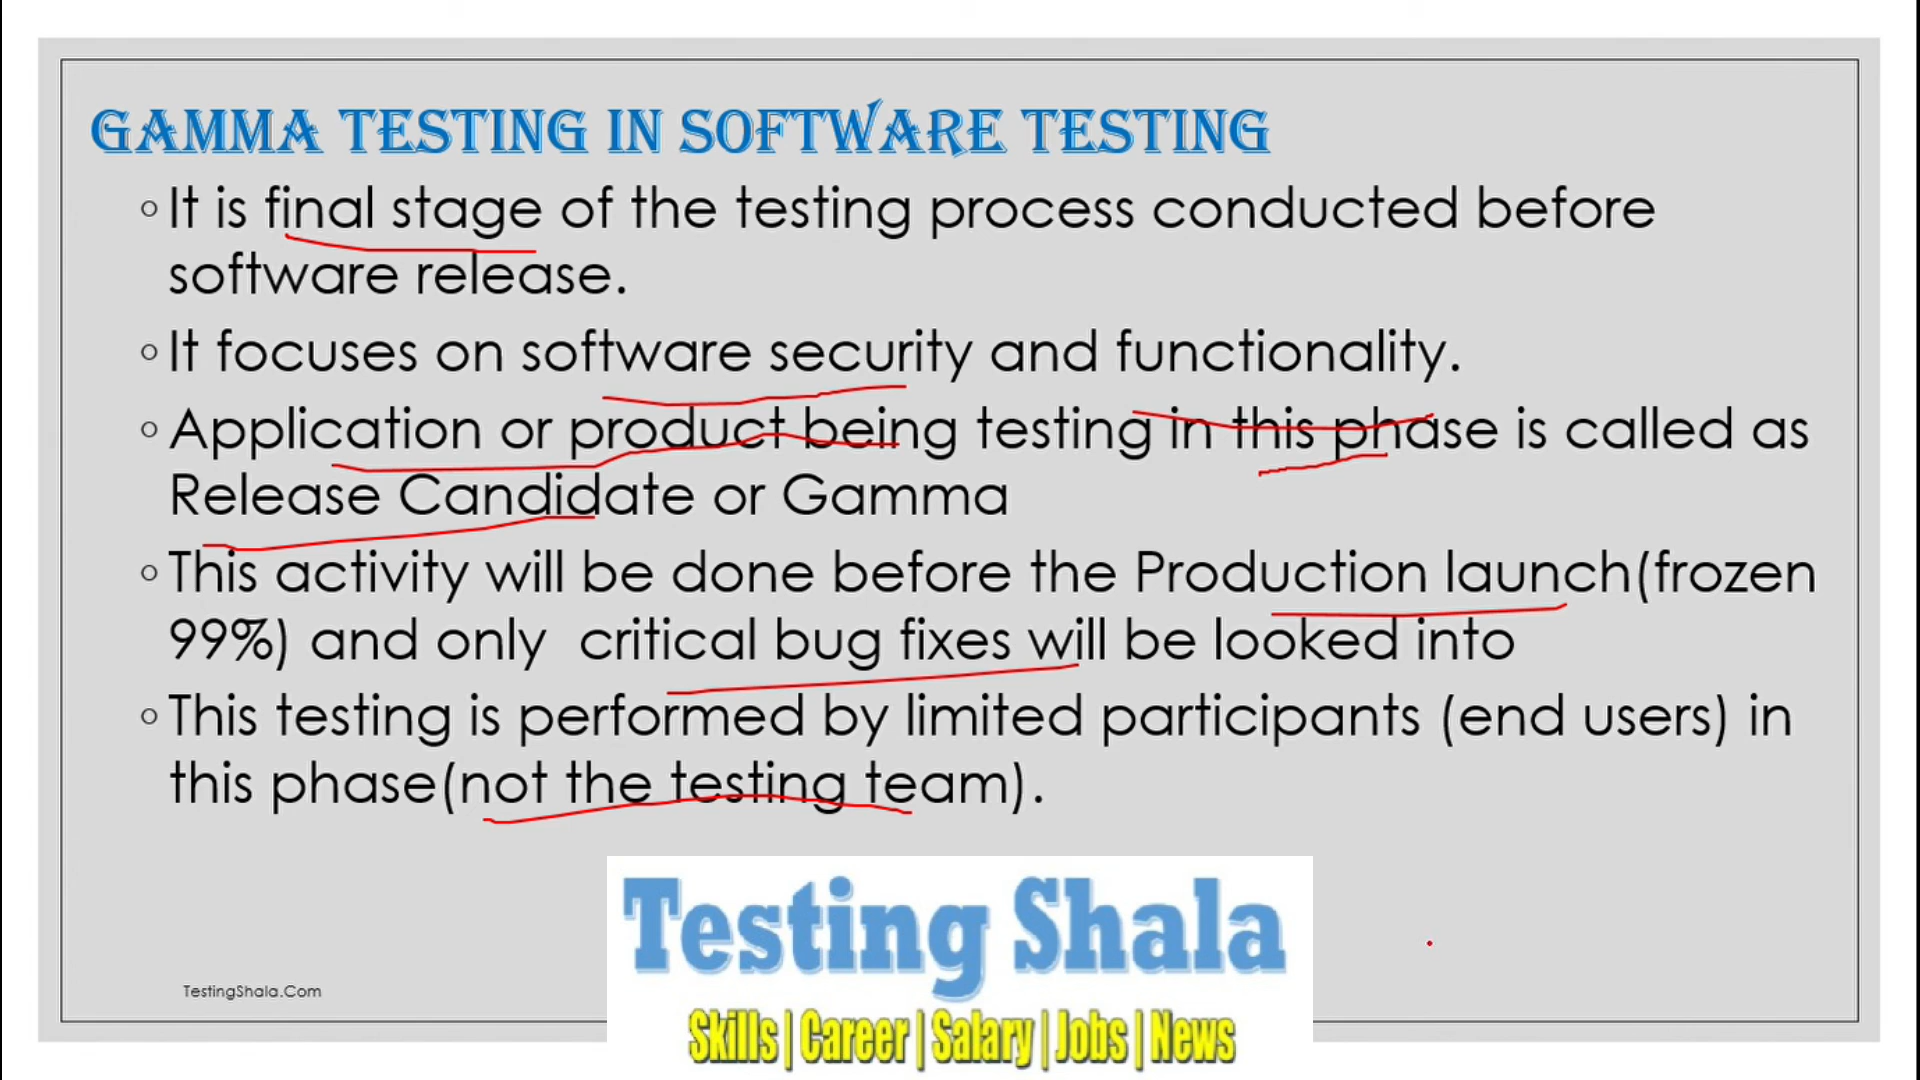 GAMMA TESTING IN SOFTWARE TESTING
◦It is final stage of the testing process conducted before
software release.
◦It focuses on software security and functionality.
◦Application or product being testing in this phase is called as
Release Candidate or Gamma
◦This activity will be done before the Production launch(frozen
99%) and only  critical bug fixes will be looked into
◦This testing is performed by limited participants (end users) in
this phase(not the testing team).
Testing Shala
TestingShala.Com
Skills | Career | Salary | Jobs | News